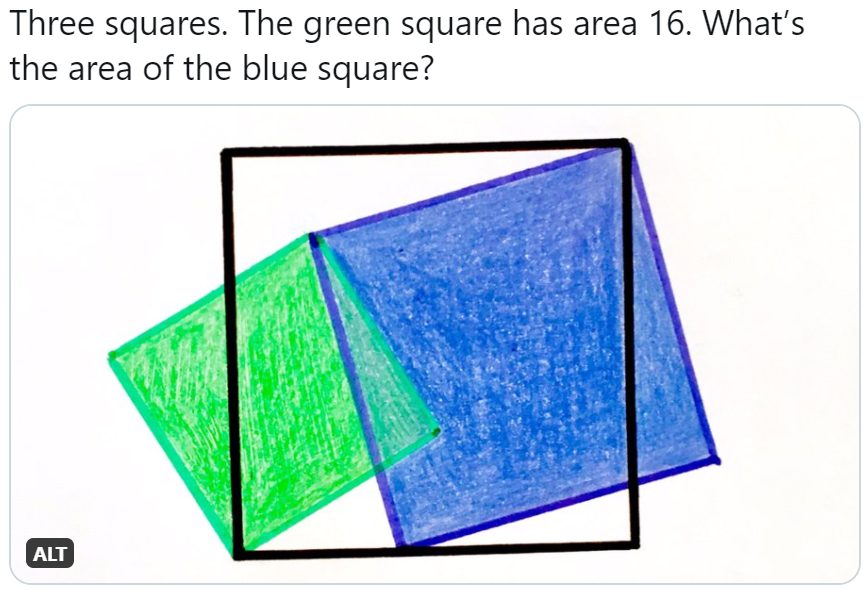 Three squares. The green square has area 16. What’s
the area of the blue square?
ALT